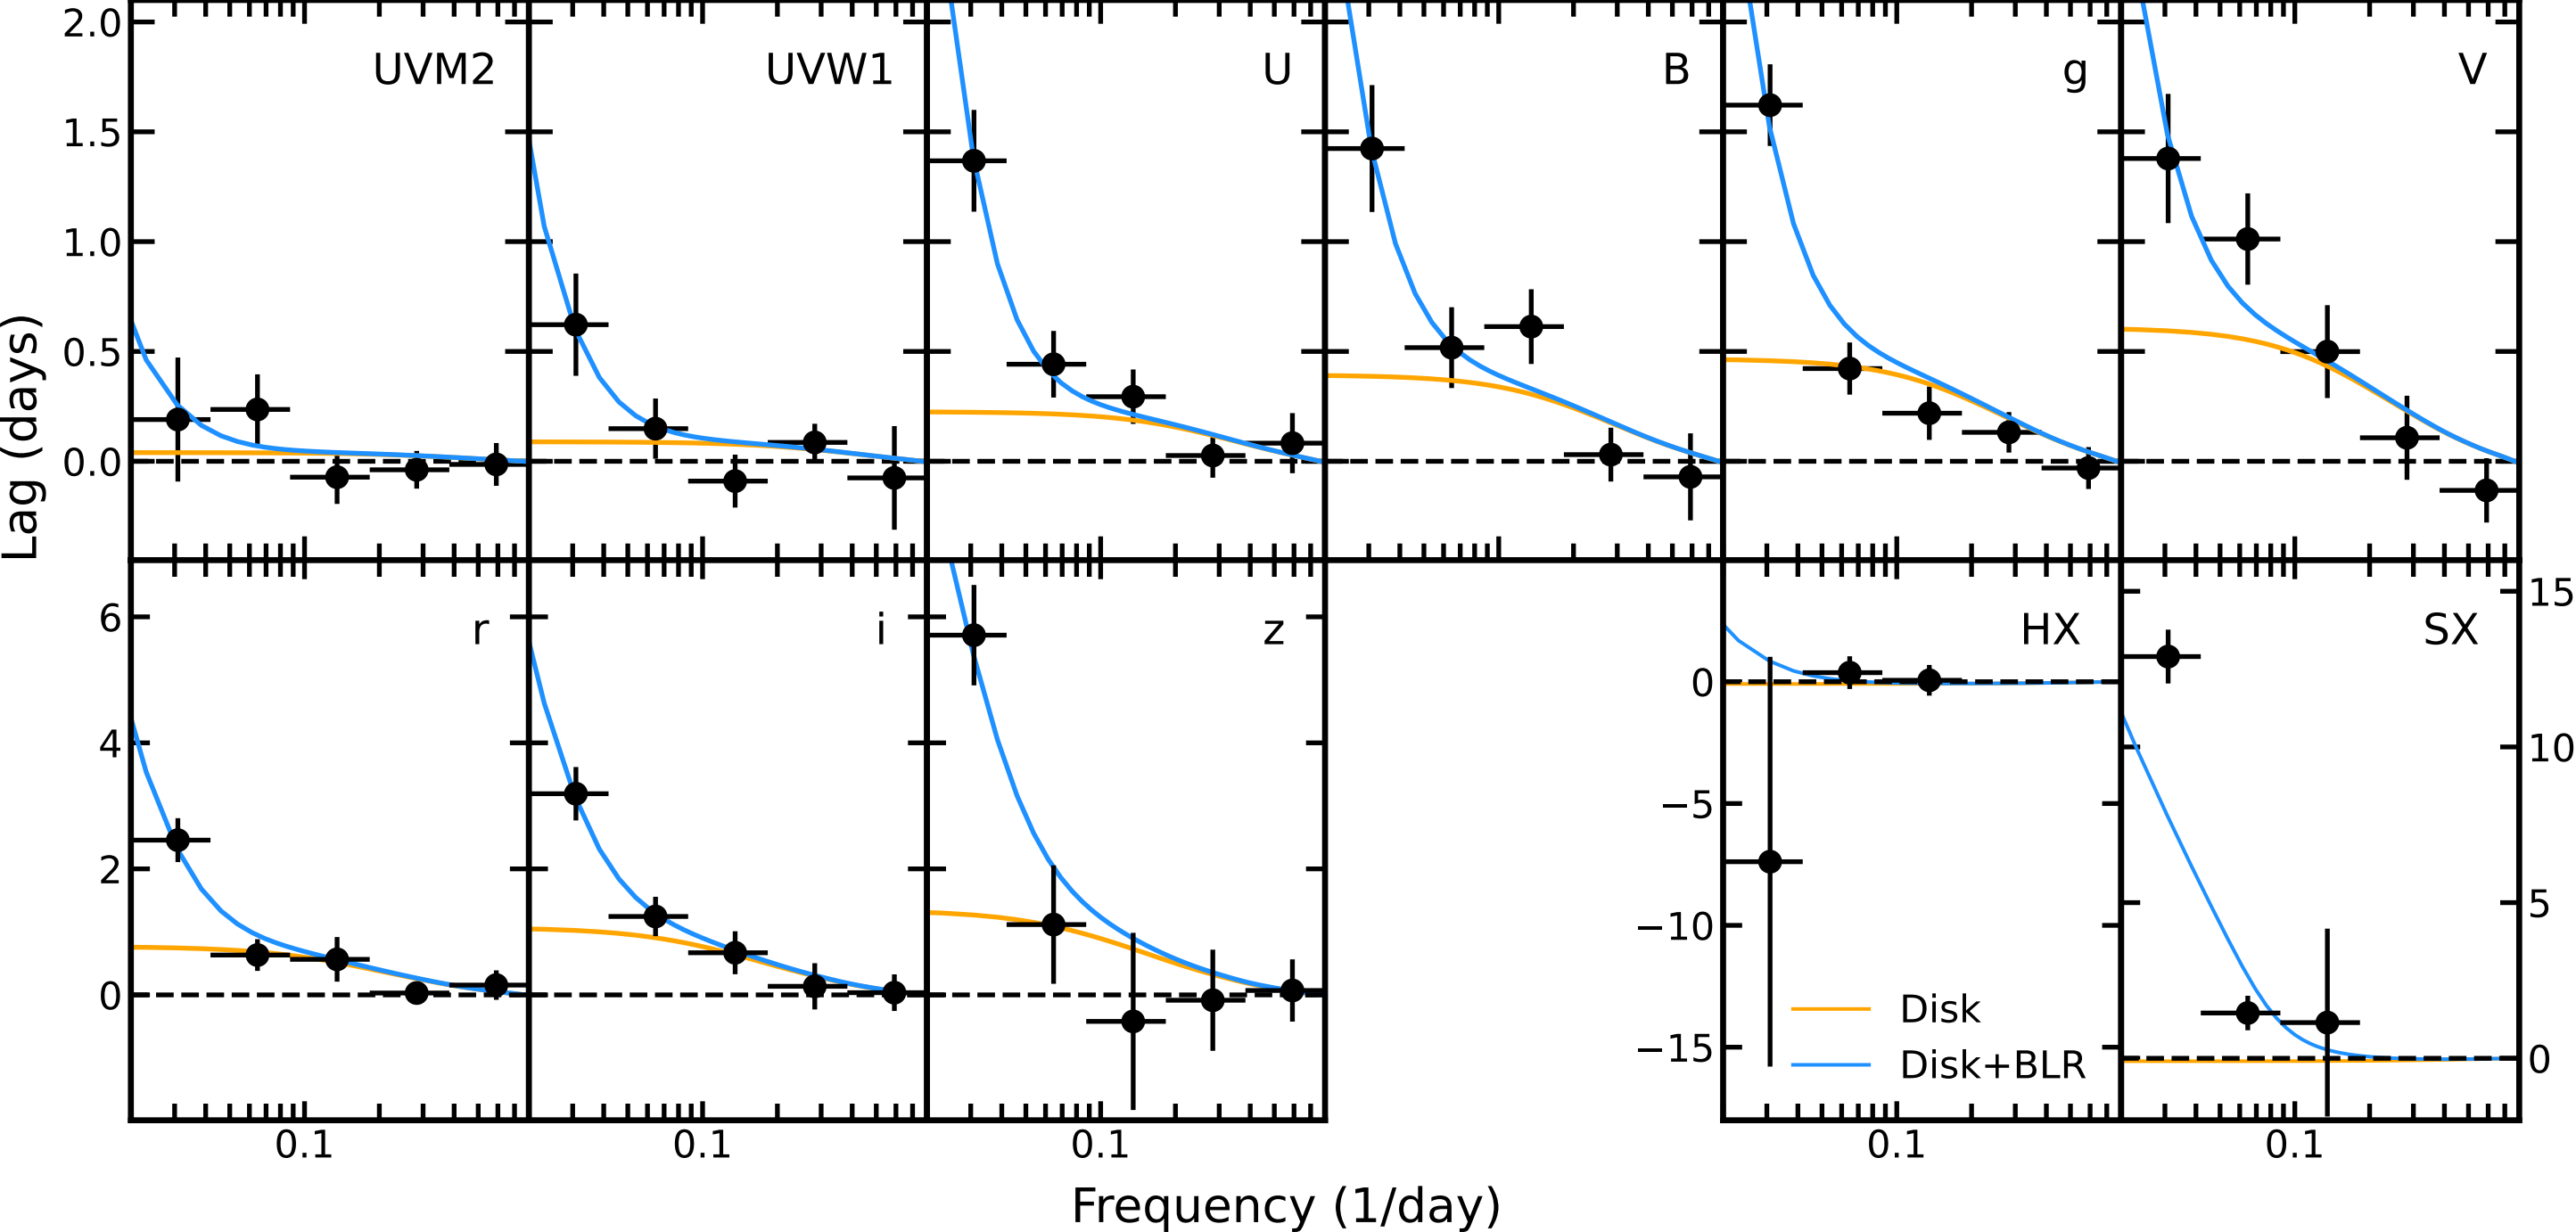 2.0
1.5
1.0
0.5
0.0
Lag (days)
UVM2
UVW1
U
B
g
V
6
4
2
0
r
i
z
0
−5
−10
−15
HX
SX
15
10
5
0
Disk
Disk+BLR
0.1
0.1
0.1
0.1
0.1
Frequency (1/day)